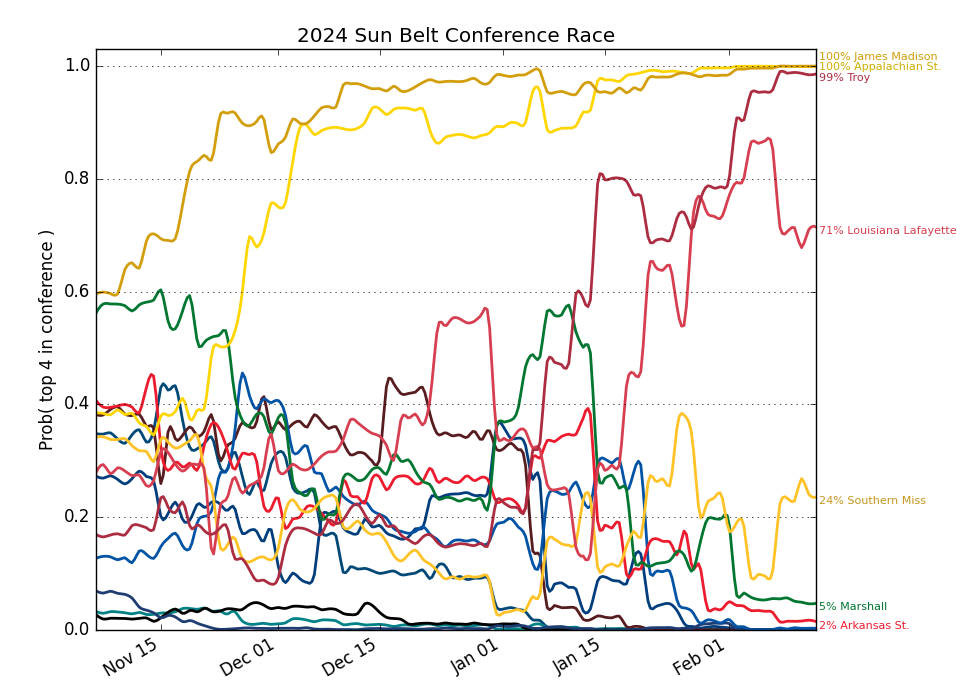 2024 Sun Belt Conference Race
Prob( top 4 in conference )
1.0
0.8
0.6
0.4
0.2
0.0
Nov 15
Dec 01
Dec 15
Jan 01
Jan 15
Feb 01
100% James Madison
100% Appalachian St.
99% Troy
71% Louisiana Lafayette
24% Southern Miss
5% Marshall
2% Arkansas St.